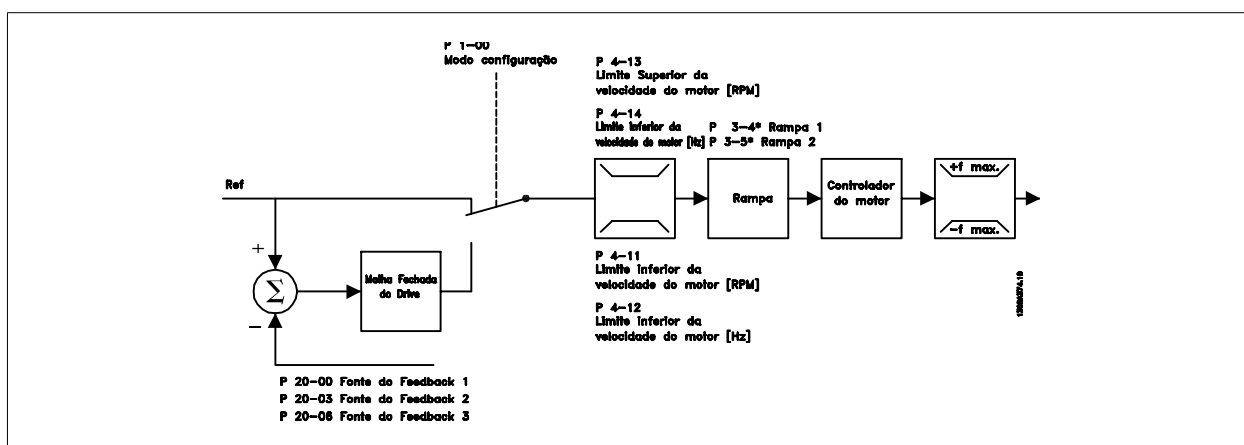 P 1-00
Modo configuração
P 4-13
Limite Superior da
velocidade do motor [RPM]
P 4-14
Limite inferior da
velocidade do motor [Hz]
P 3-4* Rampa 1
P 3-5* Rampa 2
Ref
Rampa
Controlador
do motor
+f max.
-f max.
+
Σ
-
Malha Fechada
do Drive
P 4-11
Limite inferior da
velocidade do motor [RPM]
P 4-12
Limite inferior da
velocidade do motor [Hz]
P 20-00 Fonte do Feedback 1
P 20-03 Fonte do Feedback 2
P 20-06 Fonte do Feedback 3